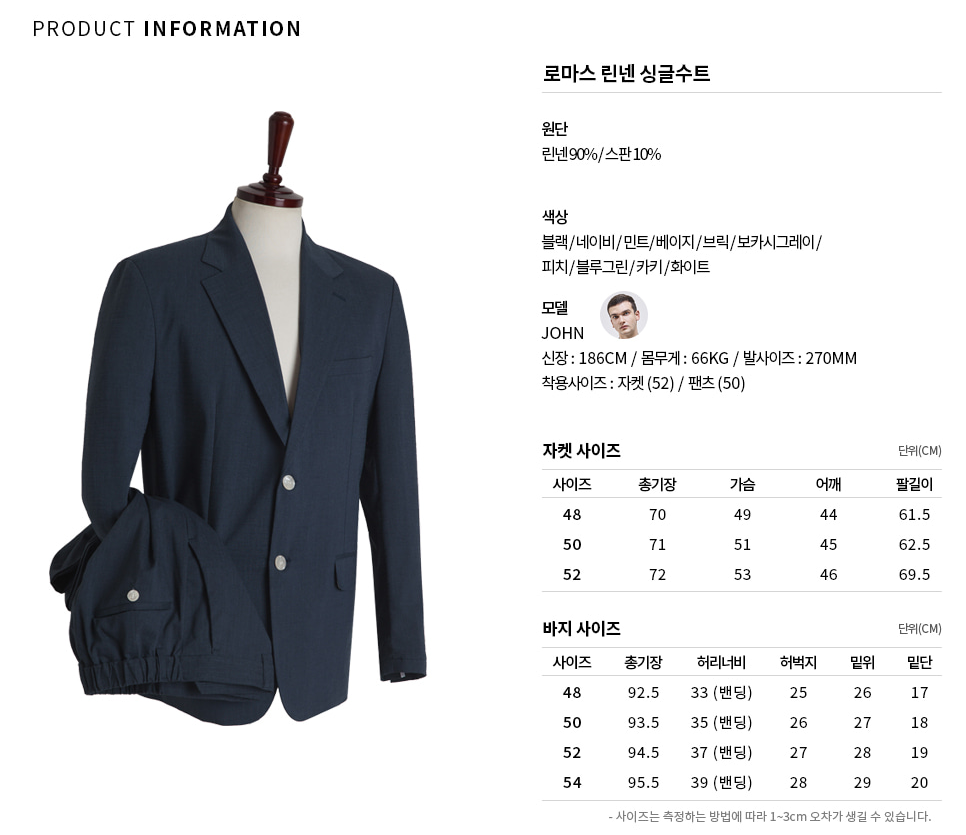 PRODUCT INFORMATION
로마스 린넨 싱글수트
원단
린넨90%/스판10%
색상
블랙/네이비/민트/베이지/브릭/보카시그레이/
피치/블루그린/카키/화이트
모델
JOHN
신장 : 186CM / 몸무게 : 66KG / 발사이즈 : 270MM
착용사이즈 : 자켓 (52) / 팬츠 (50)
자켓 사이즈 단위(CM)
사이즈 총기장 가슴 어깨 팔길이
48 70 49 44 61.5
50 71 51 45 62.5
52 72 53 46 69.5
바지 사이즈 단위(CM)
사이즈 총기장 허리너비 허벅지 밑위 밑단
48 92.5 33 (밴딩) 25 26 17
50 93.5 35 (밴딩) 26 27 18
52 94.5 37 (밴딩) 27 28 19
54 95.5 39 (밴딩) 28 29 20
- 사이즈는 측정하는 방법에 따라 1~3cm 오차가 생길 수 있습니다.